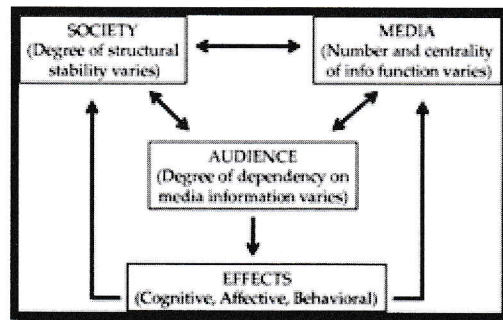 SOCIETY
(Degree of structural
stability varies)
MEDIA
(Number and centrality
of info function varies)
AUDIENCE
(Degree of dependency on
media information varies)
EFFECTS
(Cognitive, Affective, Behavioral)